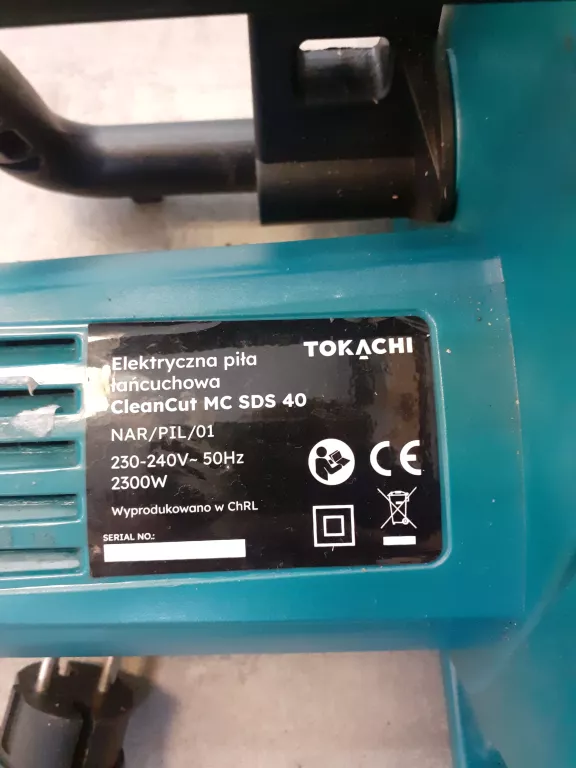 TOKACHI
Elektryczna piła
łańcuchowa
CleanCut MC SDS 40
NAR/PIL/01
230-240V~ 50Hz
2300W
Wyprodukowano w ChRL
SERIAL NO.:
CE